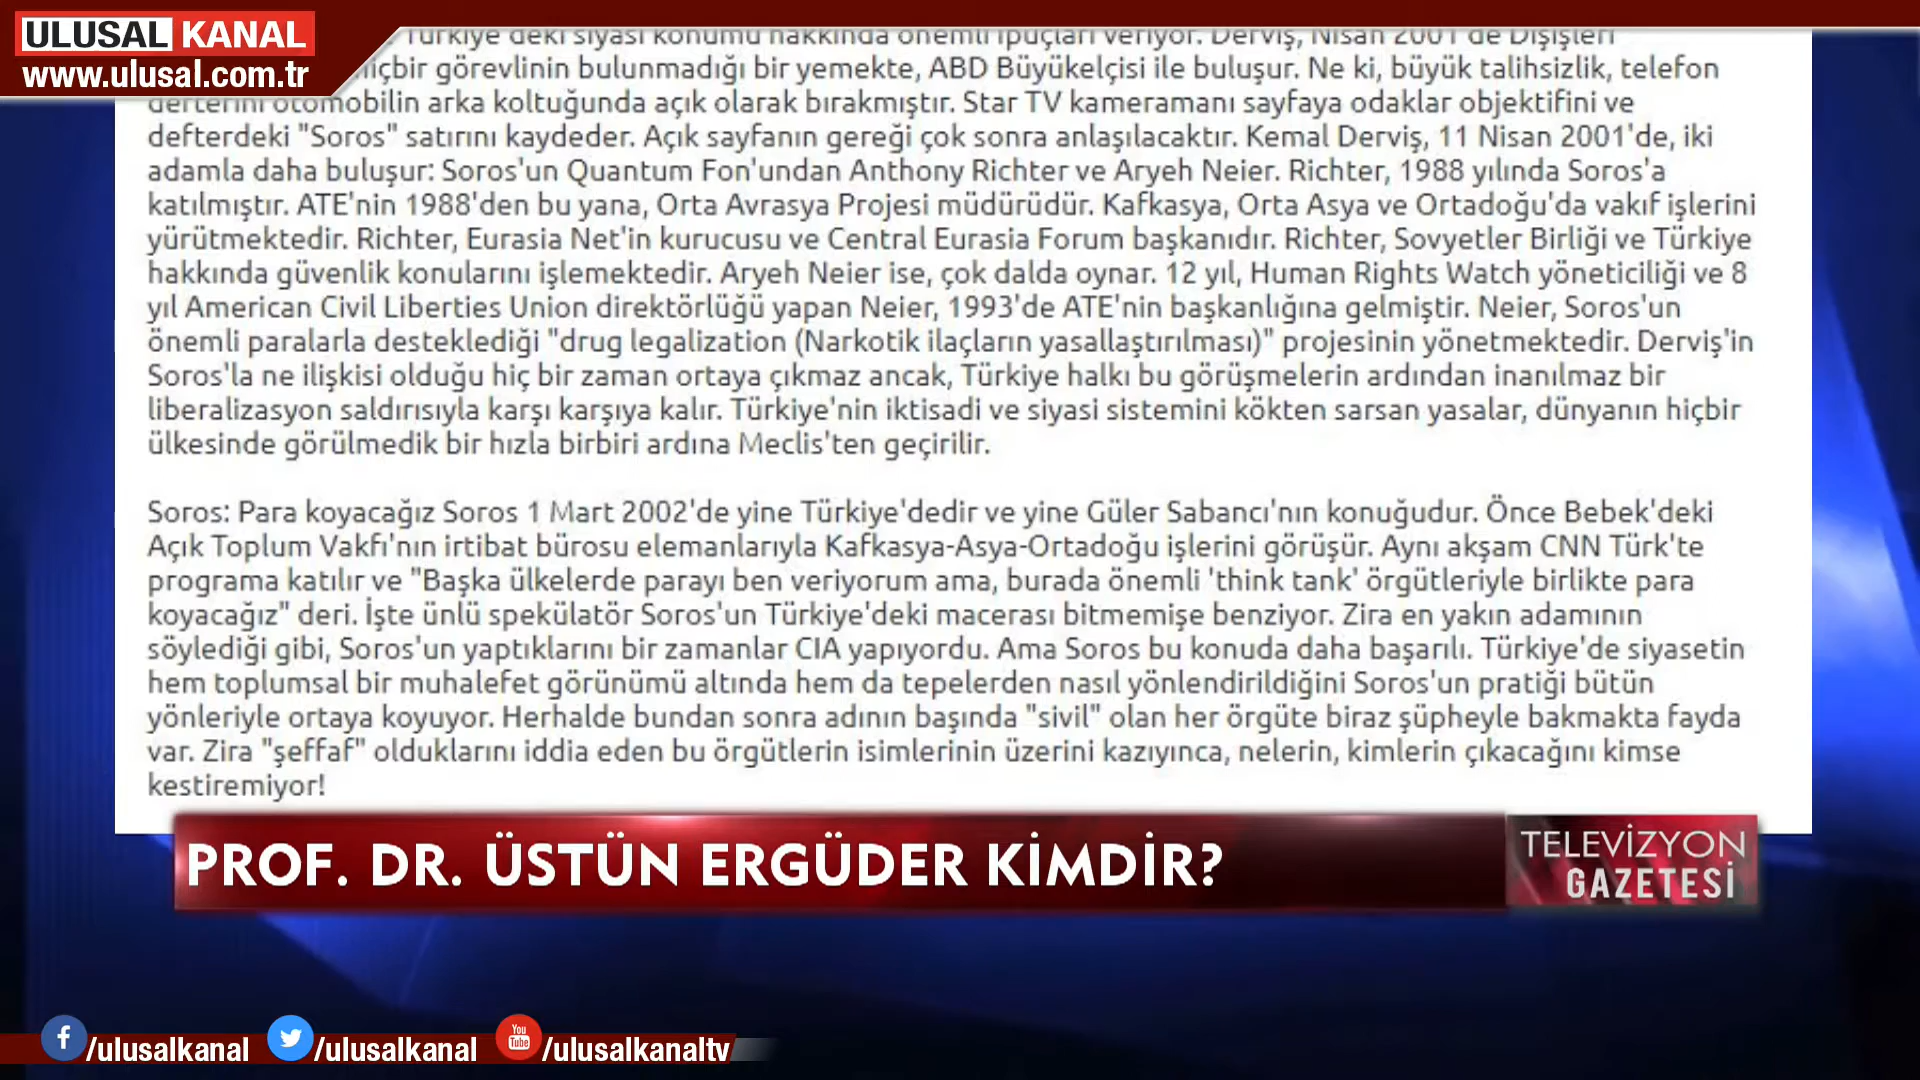 ULUSAL KANAL
www.ulusal.com.tr
Türkiye'deki siyasi konumu hakkında önemli ipuçları veriyor. Derviş, Nisan 2001'de Dışişleri
hiçbir görevlinin bulunmadığı bir yemekte, ABD Büyükelçisi ile buluşur. Ne ki, büyük talihsizlik, telefon
defterini otomobilin arka koltuğunda açık olarak bırakmıştır. Star TV kameramanı sayfaya odaklar objektifini ve
defterdeki "Soros" satırını kaydeder. Açık sayfanın gereği çok sonra anlaşılacaktır. Kemal Derviş, 11 Nisan 2001'de, iki
adamla daha buluşur: Soros'un Quantum Fon'undan Anthony Richter ve Aryeh Neier. Richter, 1988 yılında Soros'a
katılmıştır. ATE'nin 1988'den bu yana, Orta Avrasya Projesi müdürüdür. Kafkasya, Orta Asya ve Ortadoğu'da vakıf işlerini
yürütmektedir. Richter, Eurasia Net'in kurucusu ve Central Eurasia Forum başkanıdır. Richter, Sovyetler Birliği ve Türkiye
hakkında güvenlik konularını işlemektedir. Aryeh Neier ise, çok dalda oynar. 12 yıl, Human Rights Watch yöneticiliği ve 8
yıl American Civil Liberties Union direktörlüğü yapan Neier, 1993'de ATE'nin başkanlığına gelmiştir. Neier, Soros'un
önemli paralarla desteklediği "drug legalization (Narkotik ilaçların yasallaştırılması)" projesinin yönetmektedir. Derviş'in
Soros'la ne ilişkisi olduğu hiç bir zaman ortaya çıkmaz ancak, Türkiye halkı bu görüşmelerin ardından inanılmaz bir
liberalizasyon saldırısıyla karşı karşıya kalır. Türkiye'nin iktisadi ve siyasi sistemini kökten sarsan yasalar, dünyanın hiçbir
ülkesinde görülmedik bir hızla birbiri ardına Meclis'ten geçirilir.
Soros: Para koyacağız Soros 1 Mart 2002'de yine Türkiye'dedir ve yine Güler Sabancı'nın konuğudur. Önce Bebek'deki
Açık Toplum Vakfı'nın irtibat bürosu elemanlarıyla Kafkasya-Asya-Ortadoğu işlerini görüşür. Aynı akşam CNN Türk'te
programa katılır ve "Başka ülkelerde parayı ben veriyorum ama, burada önemli 'think tank' örgütleriyle birlikte para
koyacağız" deri. İşte ünlü spekülatör Soros'un Türkiye'deki macerası bitmemişe benziyor. Zira en yakın adamının
söylediği gibi, Soros'un yaptıklarını bir zamanlar CIA yapıyordu. Ama Soros bu konuda daha başarılı. Türkiye'de siyasetin
hem toplumsal bir muhalefet görünümü altında hem da tepelerden nasıl yönlendirildiğini Soros'un pratiği bütün
yönleriyle ortaya koyuyor. Herhalde bundan sonra adının başında "sivil" olan her örgüte biraz şüpheyle bakmakta fayda
var. Zira "şeffaf" olduklarını iddia eden bu örgütlerin isimlerinin üzerini kazıyınca, nelerin, kimlerin çıkacağını kimse
kestiremiyor!
PROF. DR. ÜSTÜN ERGÜDER KİMDİR?
TELEVİZYON
GAZETESİ
/ulusalkanal
/ulusalkanal
You Tube
/ulusalkanaltv